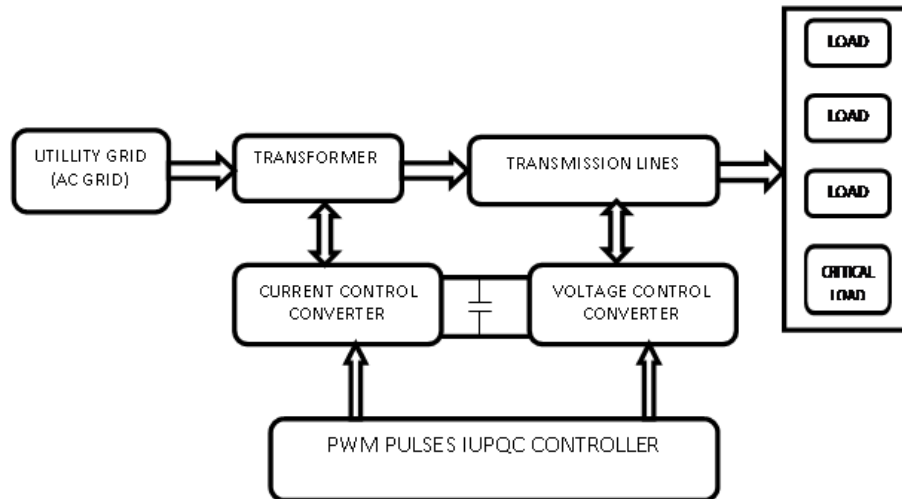 LOAD
LOAD
UTILLITY GRID
(AC GRID)
TRANSFORMER
TRANSMISSION LINES
LOAD
CURRENT CONTROL
CONVERTER
VOLTAGE CONTROL
CONVERTER
CRITICAL
LOAD
PWM PULSES IUPQC CONTROLLER